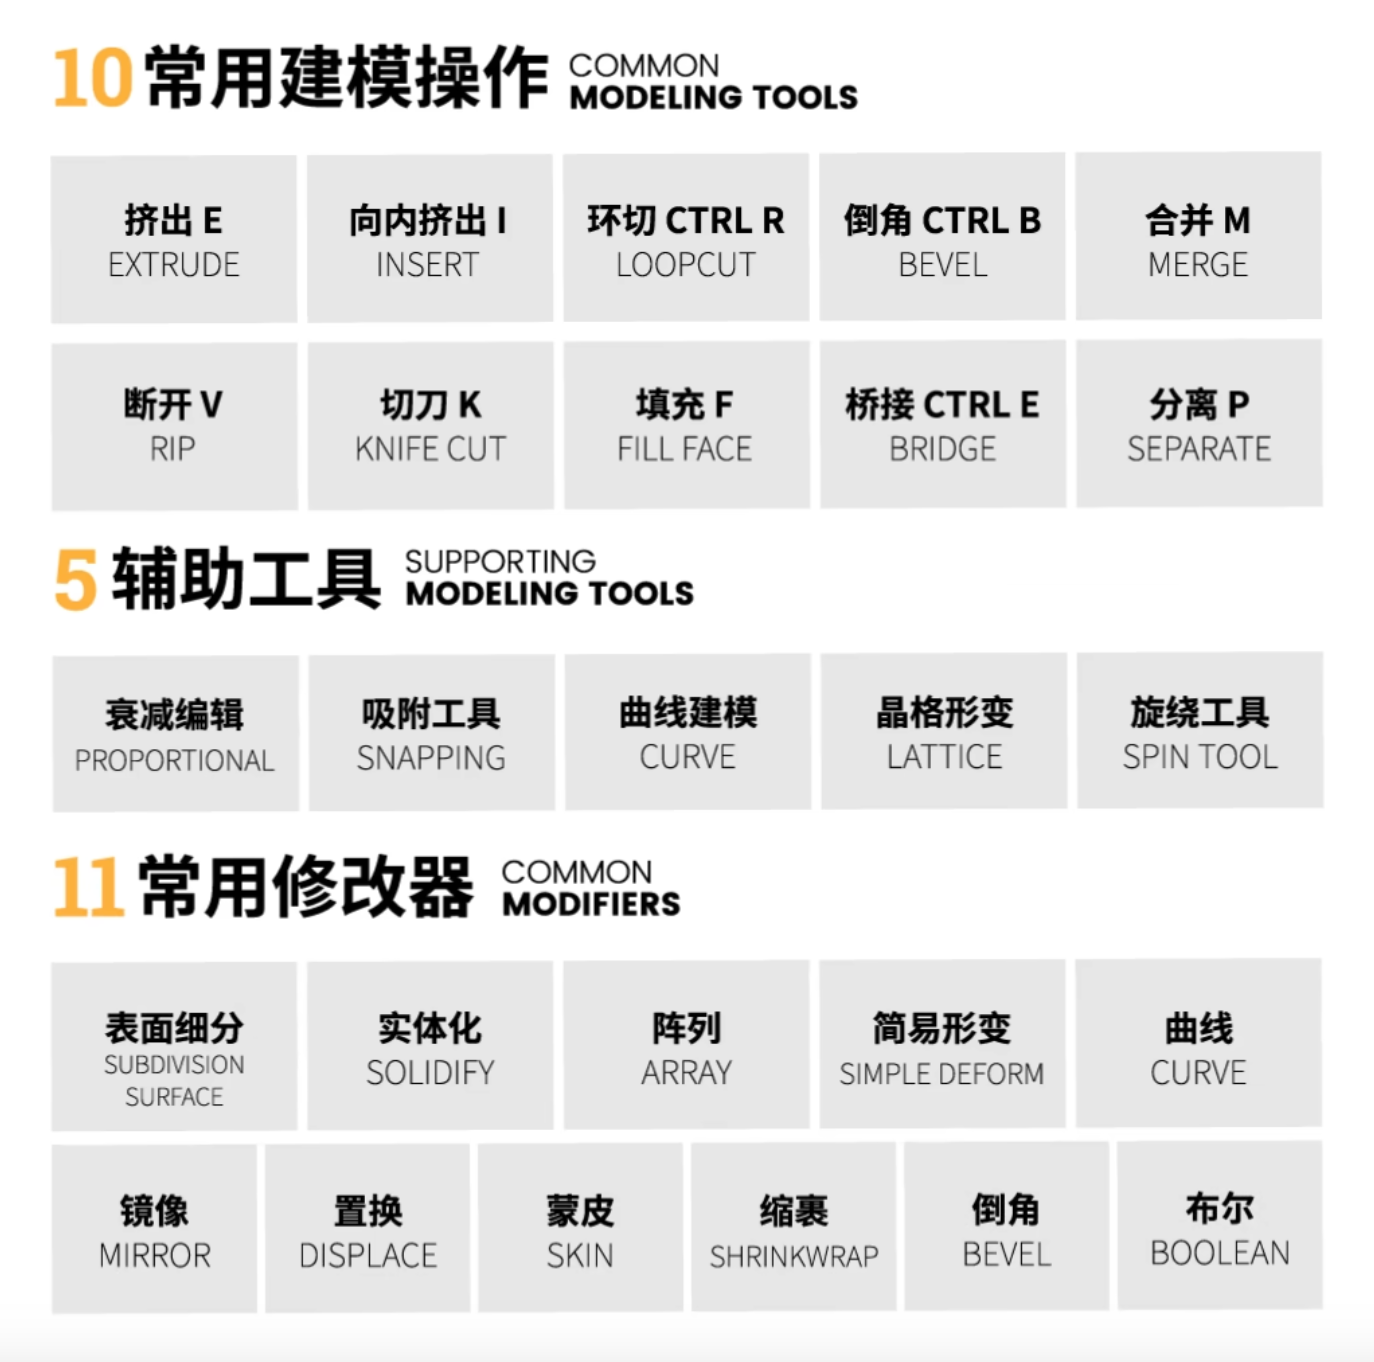 10 常用建模操作
COMMON
MODELING TOOLS
挤出 E
EXTRUDE
向内挤出 I
INSERT
环切 CTRL R
LOOPCUT
倒角 CTRL B
BEVEL
合并 M
MERGE
断开 V
RIP
切刀 K
KNIFE CUT
填充 F
FILL FACE
桥接 CTRL E
BRIDGE
分离 P
SEPARATE
5 辅助工具
SUPPORTING
MODELING TOOLS
衰减编辑
PROPORTIONAL
吸附工具
SNAPPING
曲线建模
CURVE
晶格形变
LATTICE
旋绕工具
SPIN TOOL
11 常用修改器
COMMON
MODIFIERS
表面细分
SUBDIVISION
SURFACE
实体化
SOLIDIFY
阵列
ARRAY
简易形变
SIMPLE DEFORM
曲线
CURVE
镜像
MIRROR
置换
DISPLACE
蒙皮
SKIN
缩裹
SHRINKWRAP
倒角
BEVEL
布尔
BOOLEAN